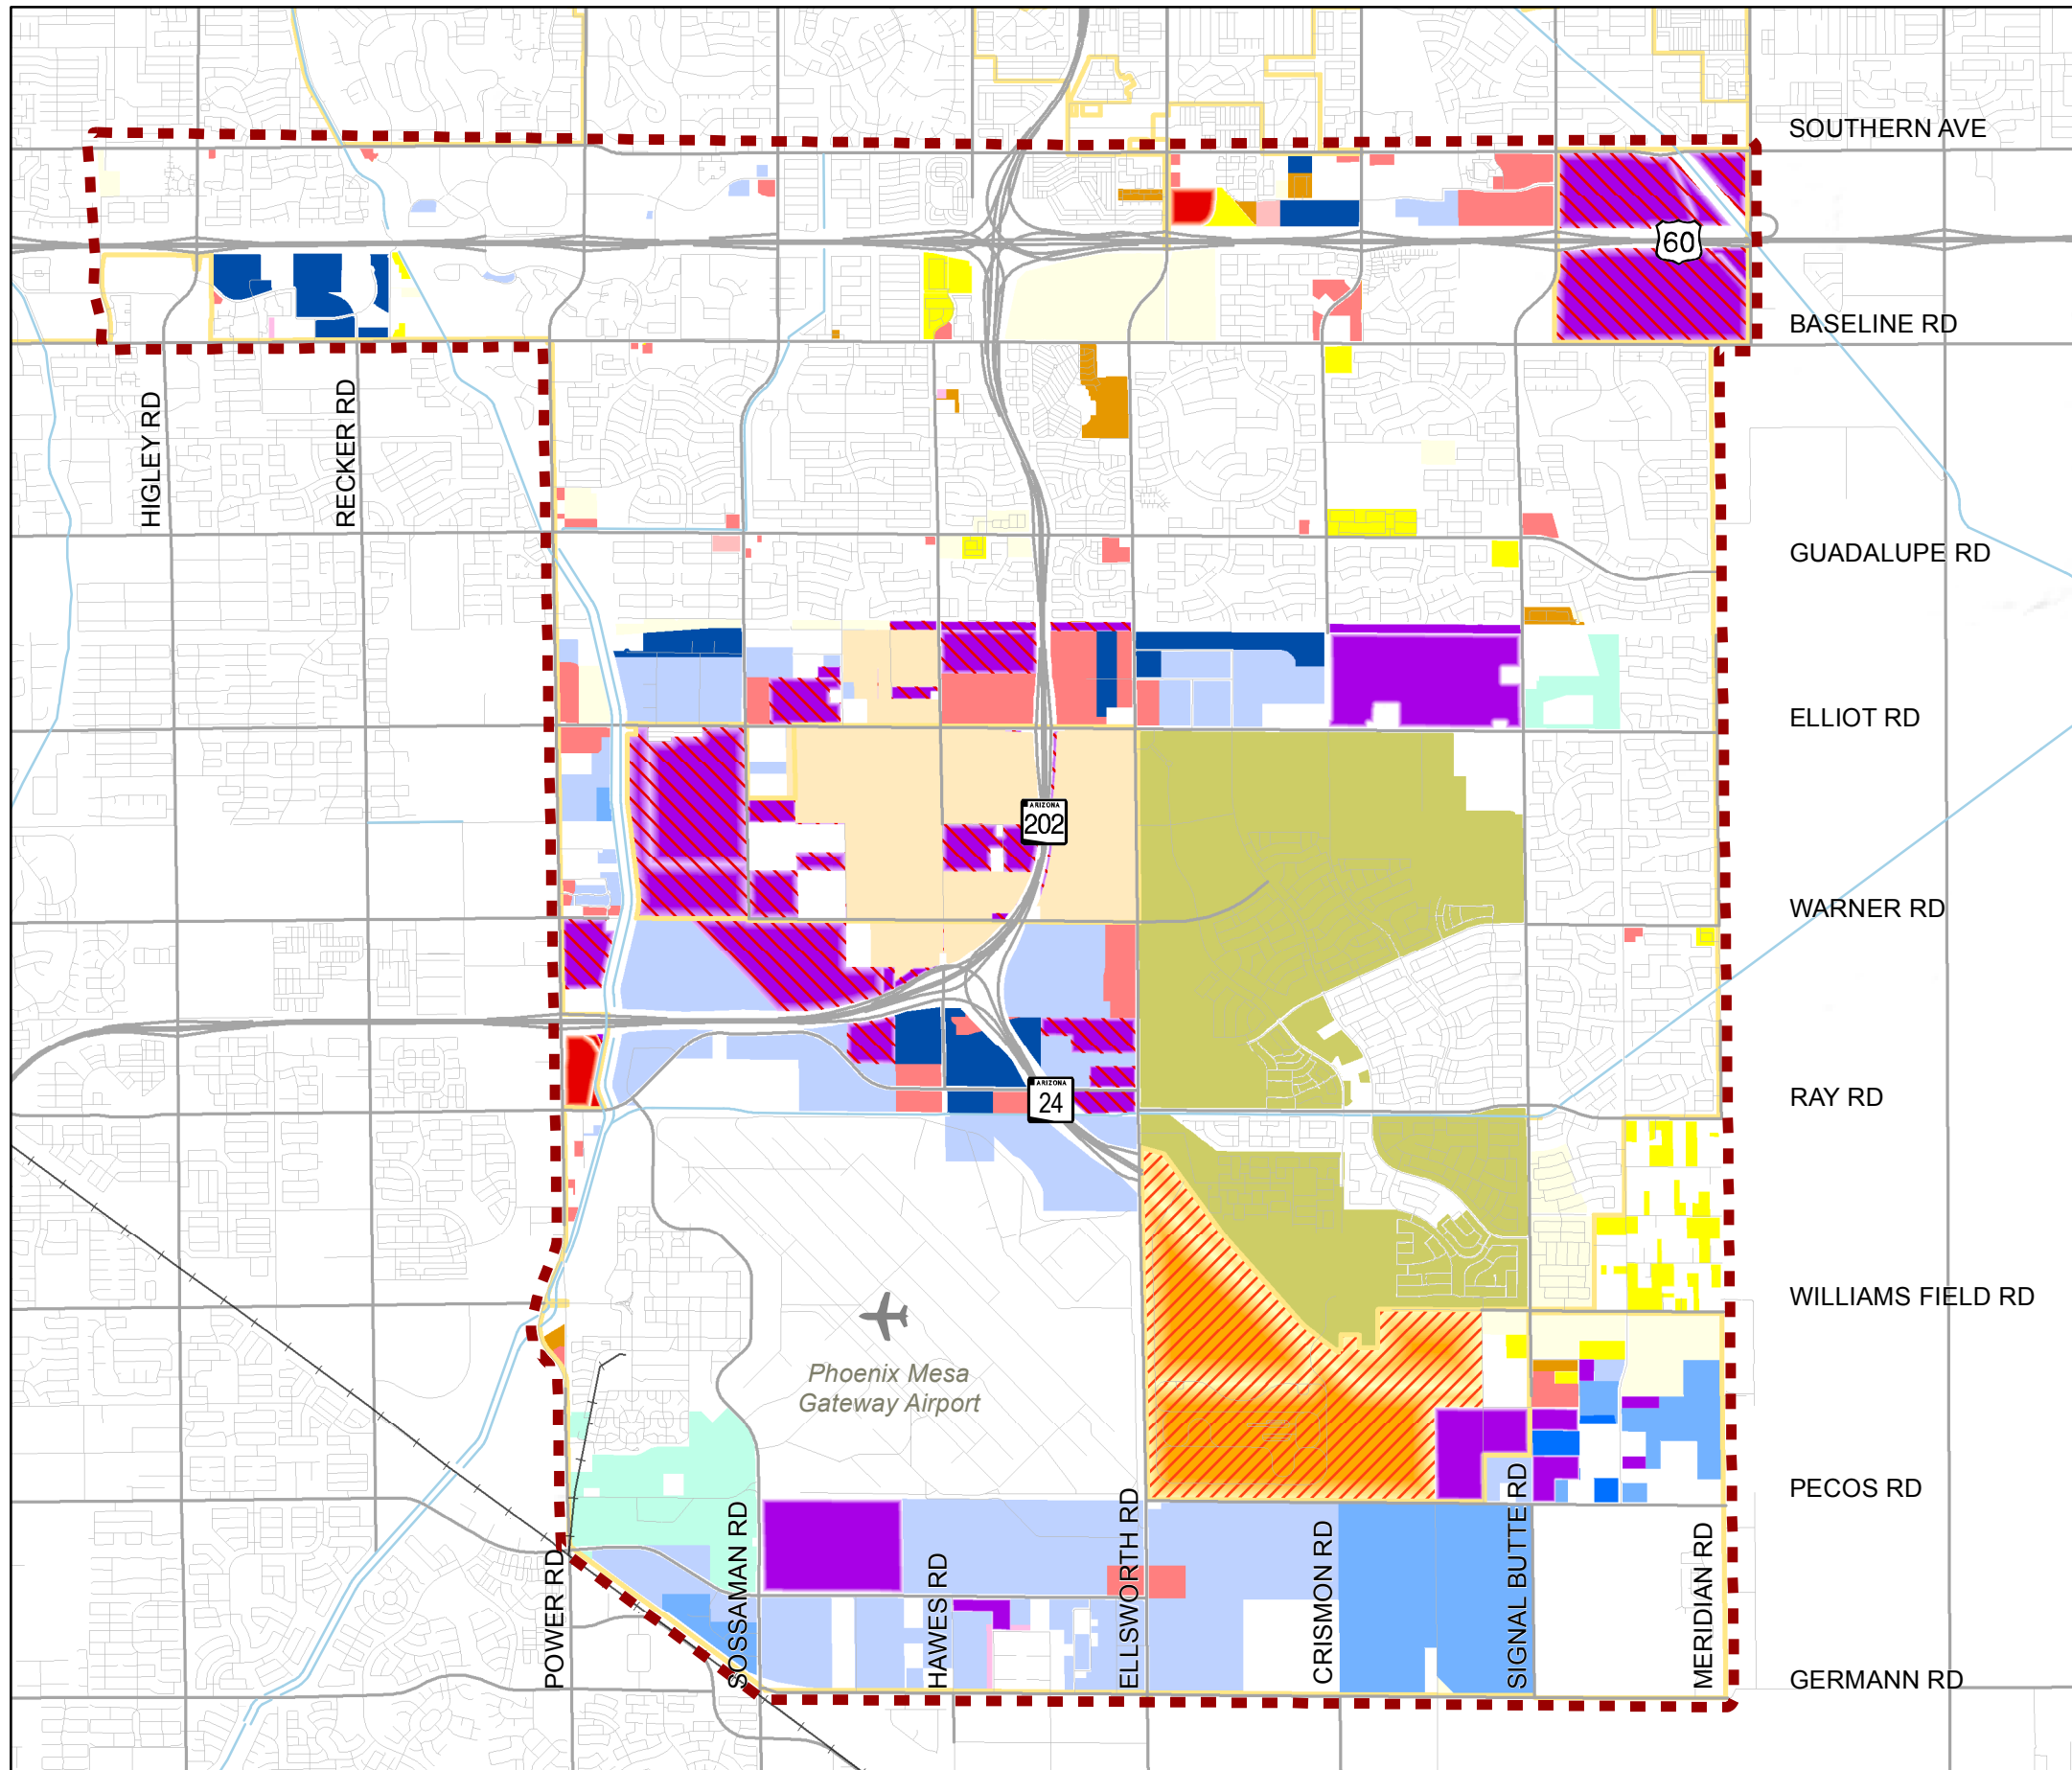 SOUTHERN AVE
60
BASELINE RD
HIGLEY RD
RECKER RD
GUADALUPE RD
ELLIOT RD
ARIZONA
202
WARNER RD
ARIZONA
24
RAY RD
WILLIAMS FIELD RD
Phoenix Mesa
Gateway Airport
PECOS RD
POWER RD
SOSSAMAN RD
HAWES RD
ELLSWORTH RD
CRISMON RD
SIGNAL BUTTE RD
MERIDIAN RD
GERMANN RD